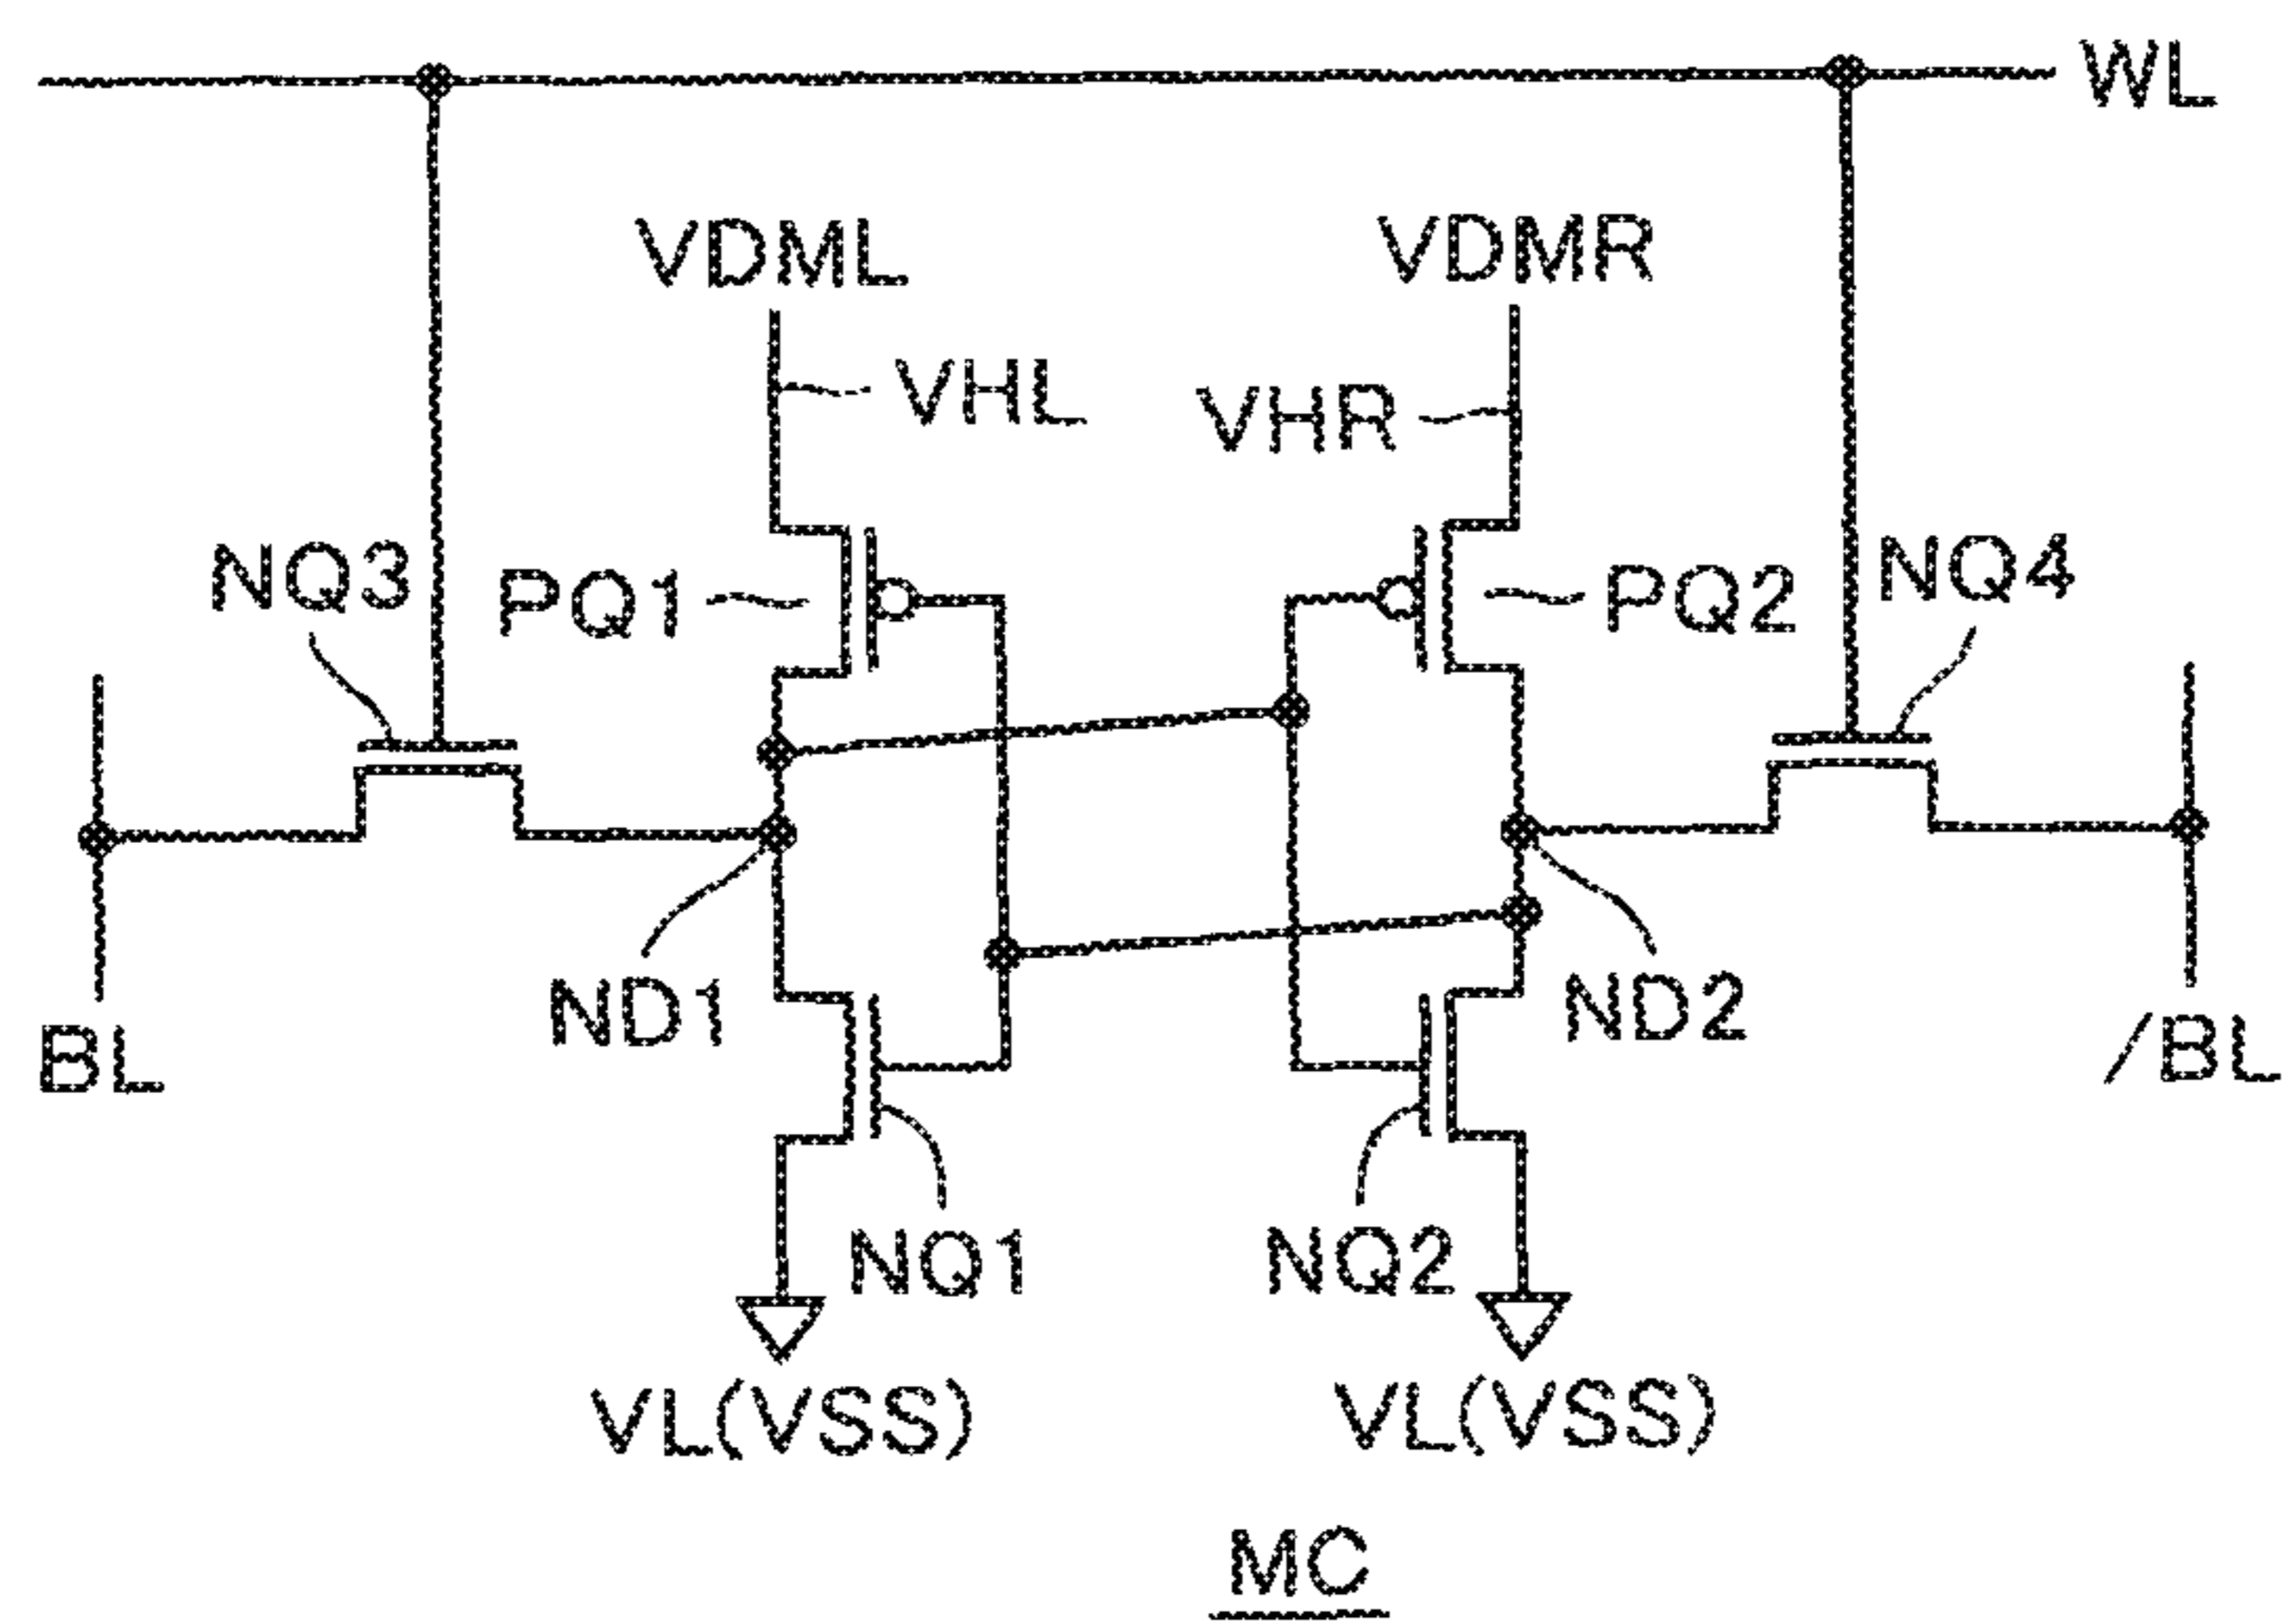 WL
VDML
VDMR
VHL
VHR
NQ3
PQ1
PQ2
NQ4
ND1
ND2
BL
/BL
NQ1
NQ2
VL(VSS)
VL(VSS)
MC